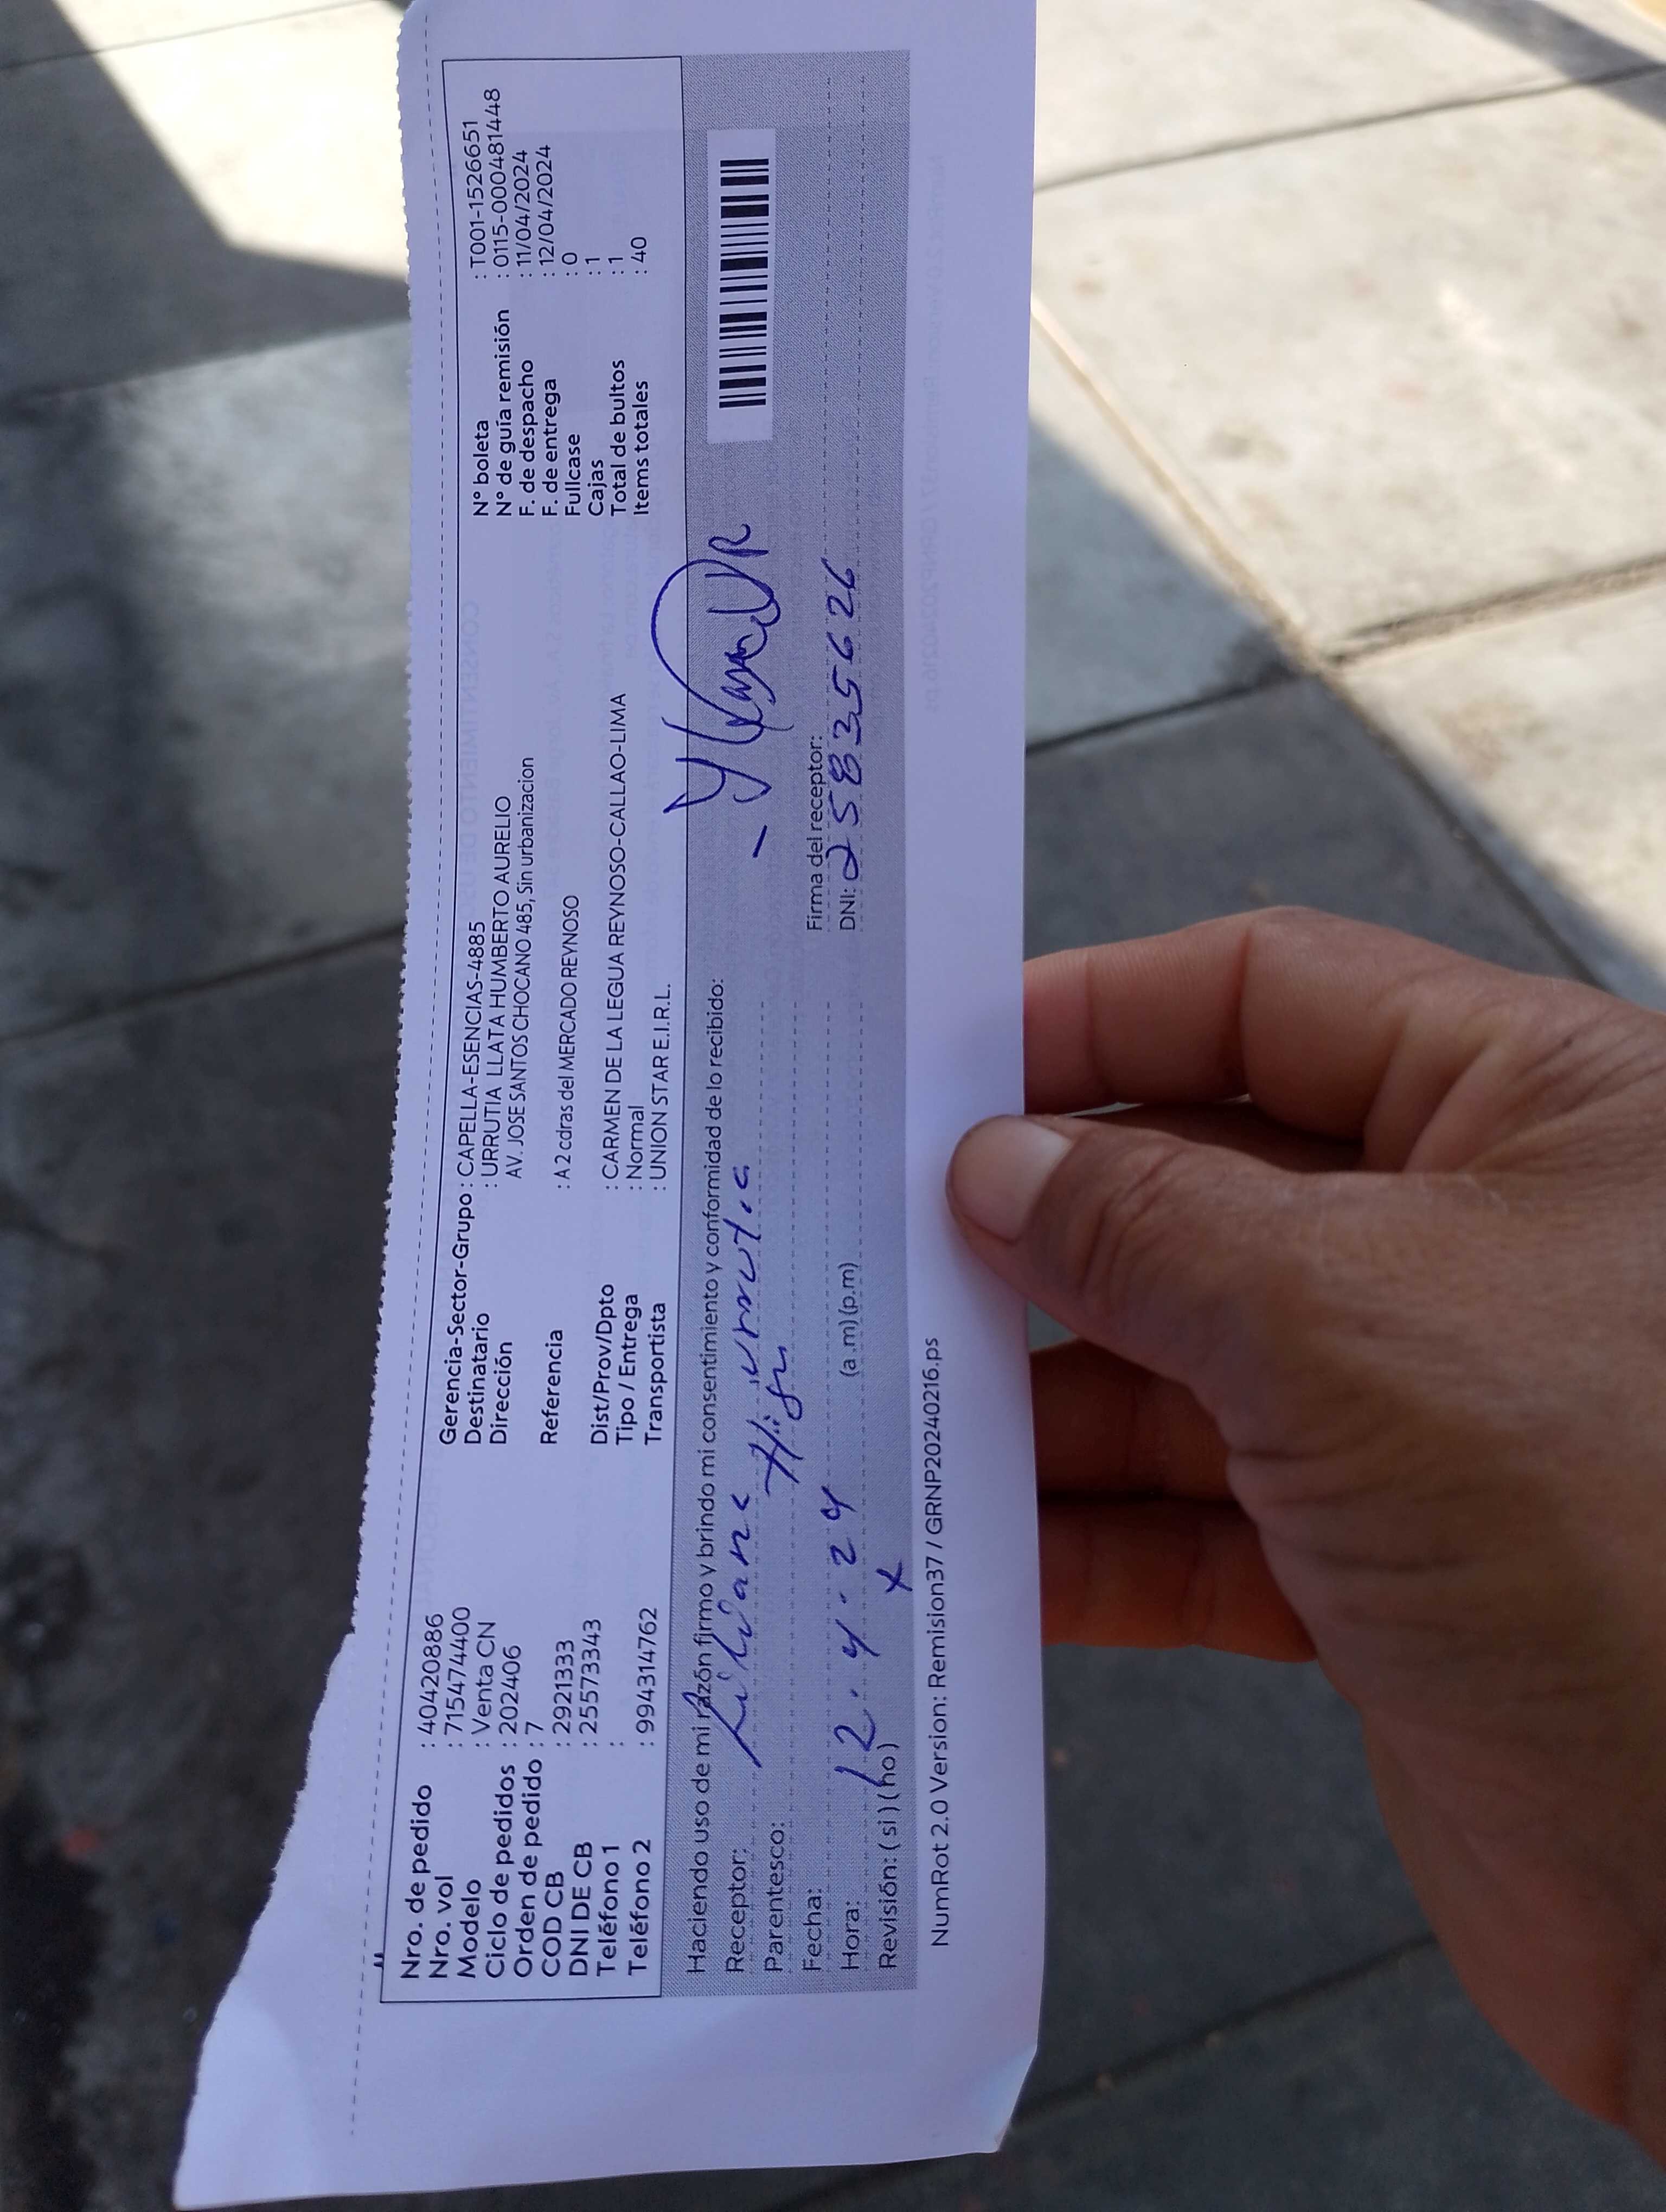 Nro. de pedido : 40420886
Nro. vol : 715474400
Modelo : Venta CN
Ciclo de pedidos : 202406
Orden de pedido : 7
COD CB : 2921333
DNI DE CB : 25573343
Teléfono 1 :
Teléfono 2 : 994314762
Gerencia-Sector-Grupo : CAPELLA-ESENCIAS-4885
Destinatario : URRUTIA LLATA HUMBERTO AURELIO
Dirección AV. JOSE SANTOS CHOCANO 485, Sin urbanizacion
Referencia : A 2 cdras del MERCADO REYNOSO
Dist/Prov/Dpto : CARMEN DE LA LEGUA REYNOSO-CALLAO-LIMA
Tipo / Entrega : Normal
Transportista : UNION STAR E.I.R.L.
N° boleta : T001-1526651
N° de guía remisión : 0115-000481448
F. de despacho : 11/04/2024
F. de entrega : 12/04/2024
Fullcase : 0
Cajas : 1
Total de bultos : 1
Items totales : 40
Haciendo uso de mi razón firmo y brindo mi consentimiento y conformidad de lo recibido:
Receptor: Liliana urrutia
Parentesco: Hija
Fecha: 12.4.24
Hora: (a.m) (p.m)
Revisión: (si) (no) x
Firma del receptor:
DNI: 25835626
NumRot 2.0 Version: Remision37 / GRNP20240216.ps